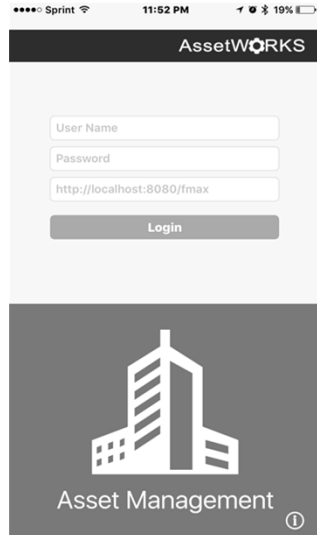 Sprint 11:52 PM 19%
AssetWORKS
User Name
Password
http://localhost:8080/fmax
Login
Asset Management
i